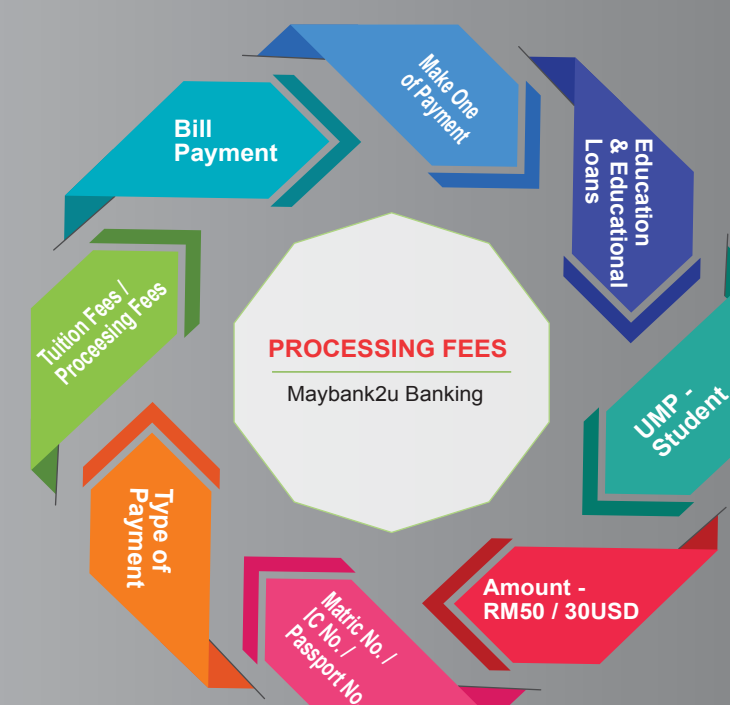 PROCESSING FEES
Maybank2u Banking
Bill
Payment
Make One
of Payment
Education
& Educational
Loans
UMP -
Student
Amount -
RM50 / 30USD
Matric No. /
IC No. /
Passport No
Type of
Payment
Tuition Fees /
Proceesing Fees